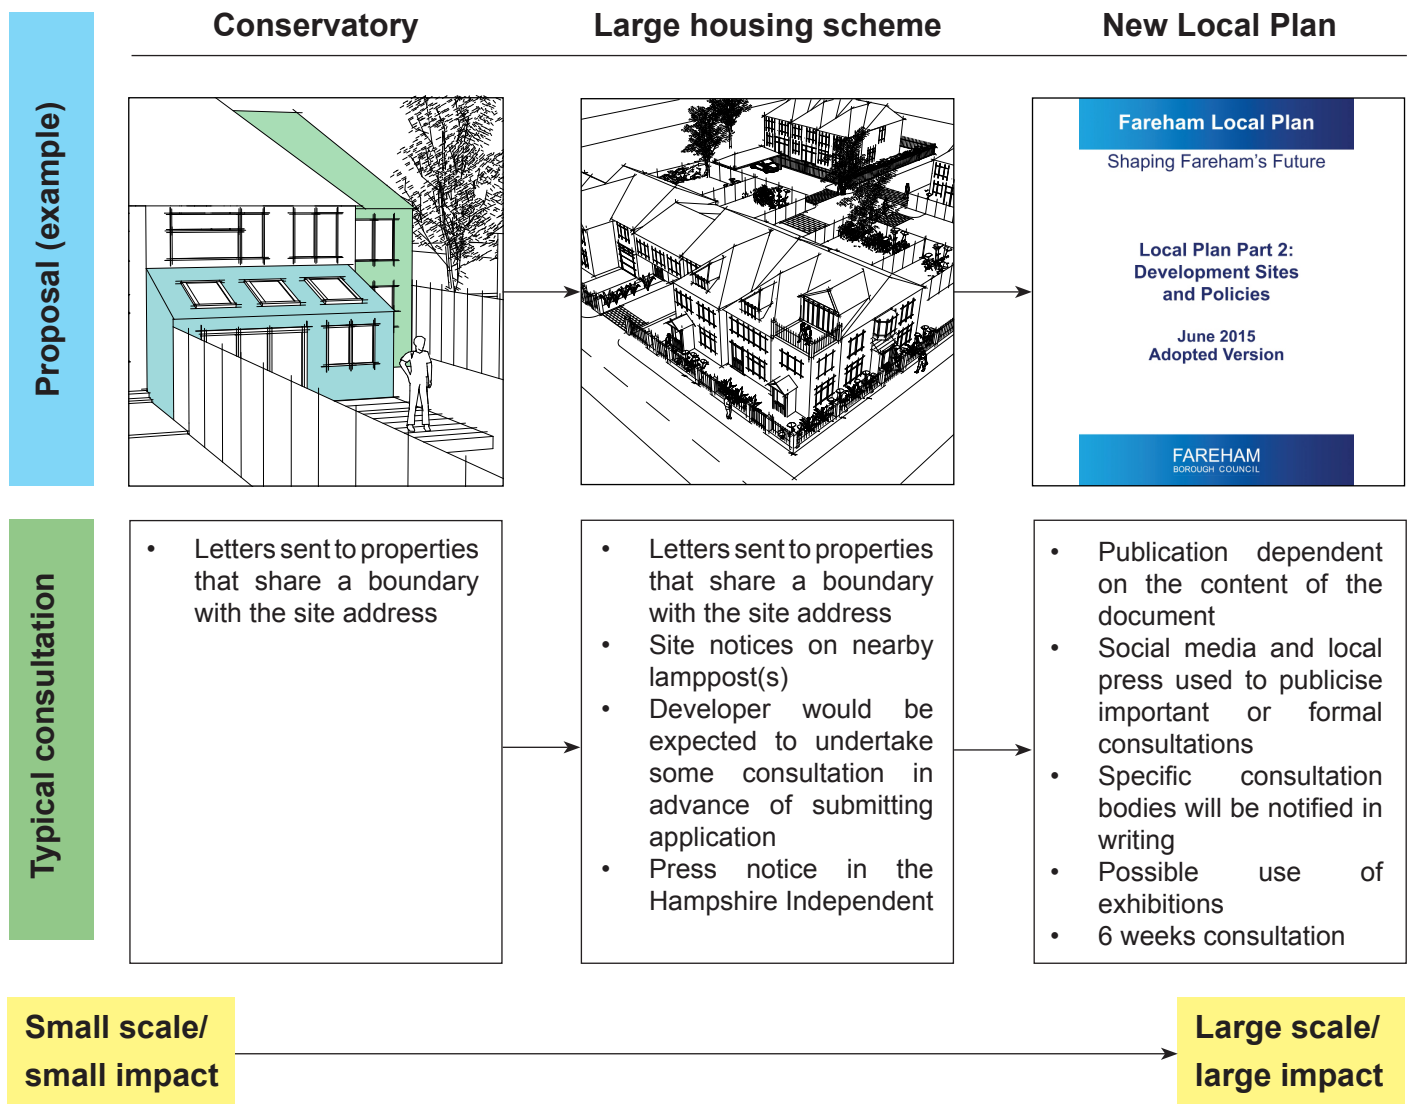 Conservatory
Large housing scheme
New Local Plan
Proposal (example)
Fareham Local Plan
Shaping Fareham's Future
Local Plan Part 2:
Development Sites
and Policies
June 2015
Adopted Version
FAREHAM
BOROUGH COUNCIL
Typical consultation
• Letters sent to properties
that share a boundary
with the site address
• Letters sent to properties
that share a boundary
with the site address
• Site notices on nearby
lamppost(s)
• Developer would be
expected to undertake
some consultation in
advance of submitting
application
• Press notice in the
Hampshire Independent
• Publication dependent
on the content of the
document
• Social media and local
press used to publicise
important or formal
consultations
• Specific consultation
bodies will be notified in
writing
• Possible use of
exhibitions
• 6 weeks consultation
Small scale/
small impact
Large scale/
large impact